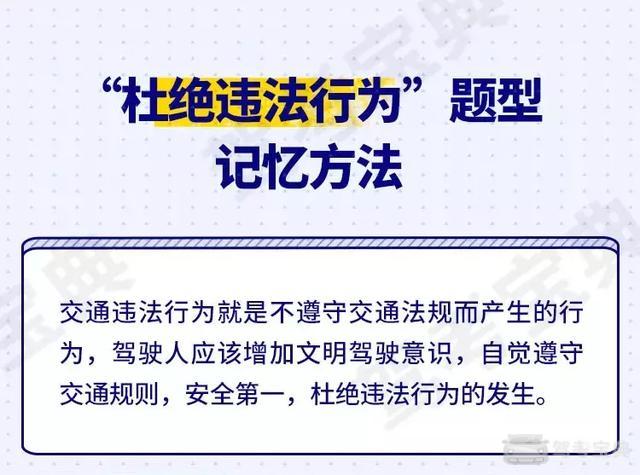 “杜绝违法行为”题型
记忆方法
交通违法行为就是不遵守交通法规而产生的行
为，驾驶人应该增加文明驾驶意识，自觉遵守
交通规则，安全第一，杜绝违法行为的发生。
驾考宝典